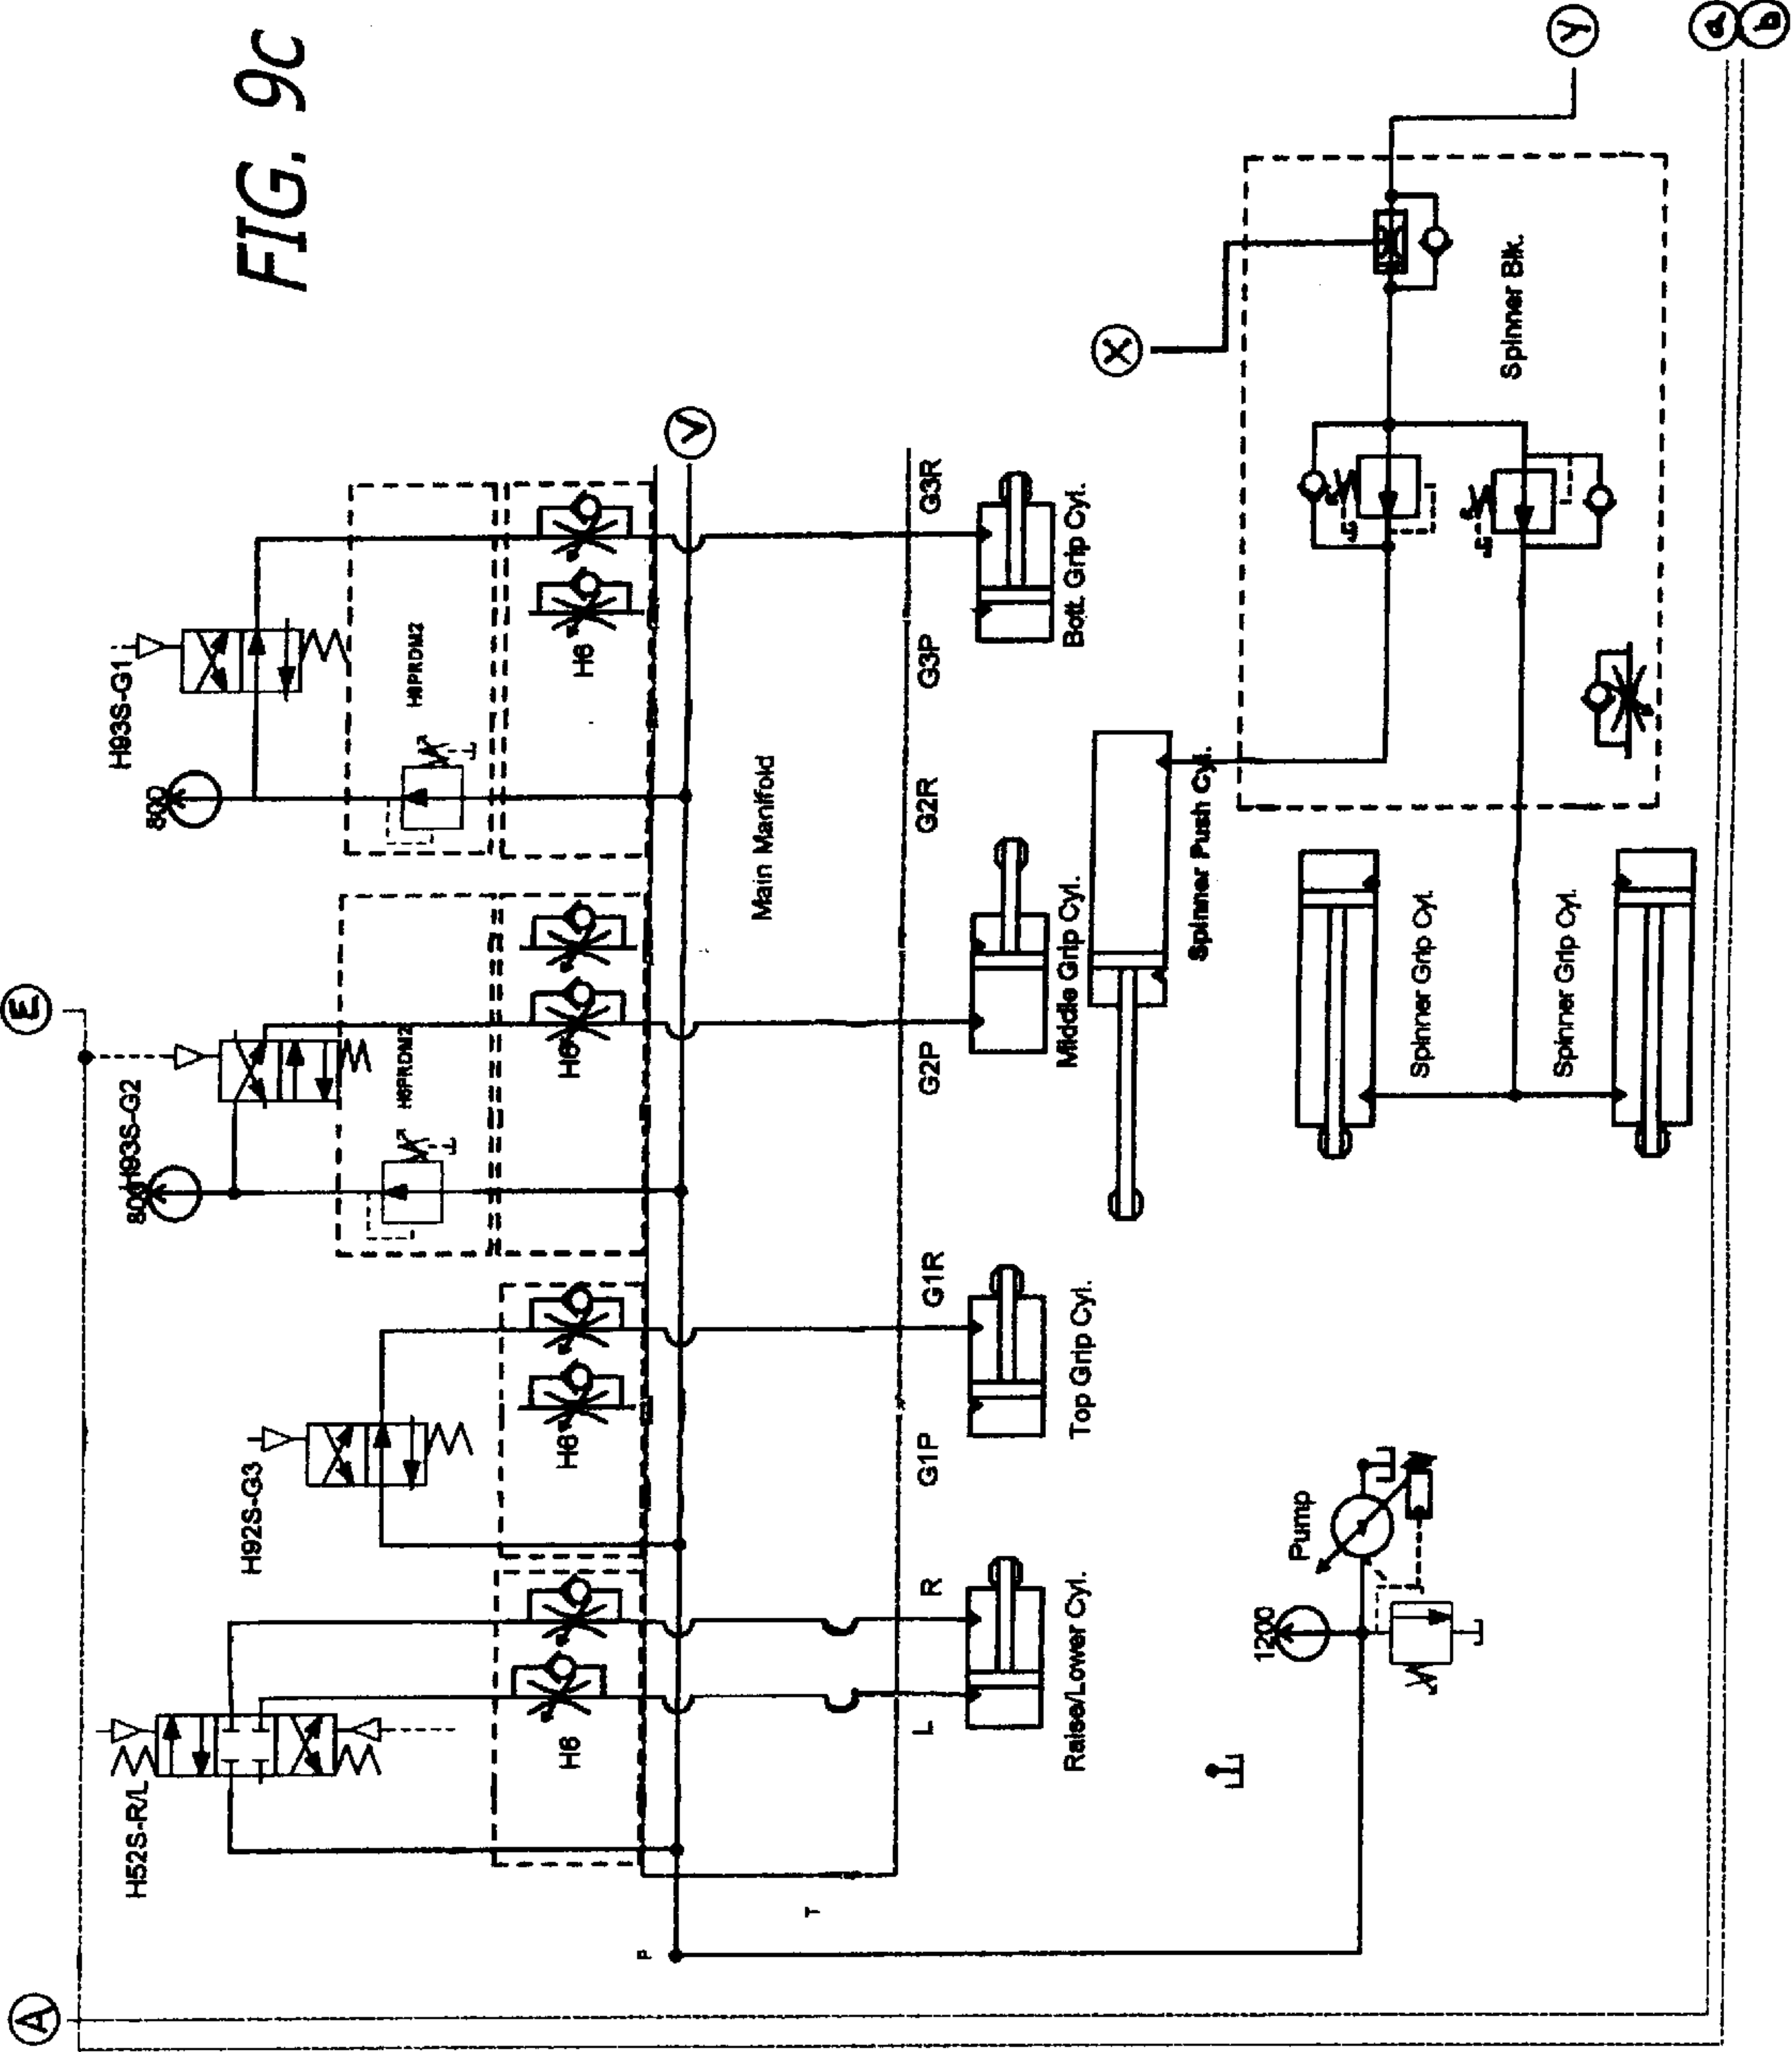 FIG. 9c
A
E
H52S-R/L
H92S-G3
H93S-G2
H93S-G1
800
800
H6PRDM2
H6PRDM2
H6
H6
H6
H6
V
Main Manifold
P
T
L
R
G1P
G1R
G2P
G2R
G3P
G3R
Raise/Lower Cyl.
Top Grip Cyl.
Middle Grip Cyl.
Bott. Grip Cyl.
Spinner Push Cyl.
X
Y
Spinner Blk.
Spinner Grip Cyl.
Spinner Grip Cyl.
Pump
1200
a
b